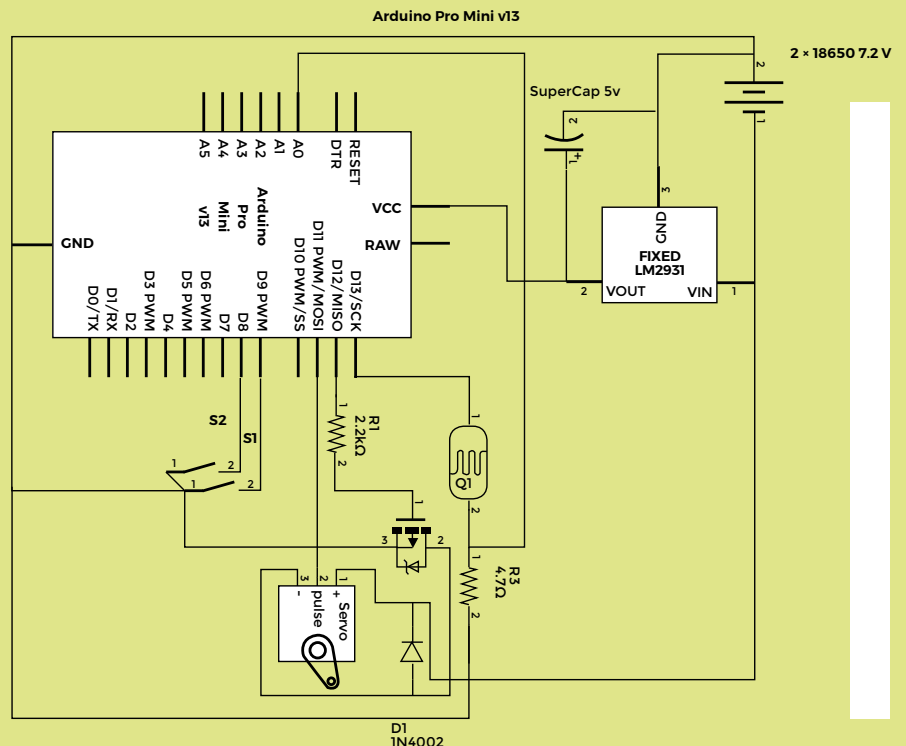 Arduino Pro Mini v13
2 × 18650 7.2 V
2
1
SuperCap 5v
2
+
1
A5
A4
A3
A2
A1
A0
DTR
RESET
Arduino
Pro
Mini
v13
VCC
RAW
GND
3
GND
FIXED
LM2931
VOUT
VIN
2
1
D0/TX
D1/RX
D2
D3 PWM
D4
D5 PWM
D6 PWM
D7
D8
D9 PWM
D10 PWM/SS
D11 PWM/MOSI
D12/MISO
D13/SCK
S2
S1
1
2
1
2
1
R1
2.2kΩ
2
1
Q1
2
1
3
2
1
R3
4.7Ω
2
3
2
1
-
pulse
+
Servo
D1
1N4002